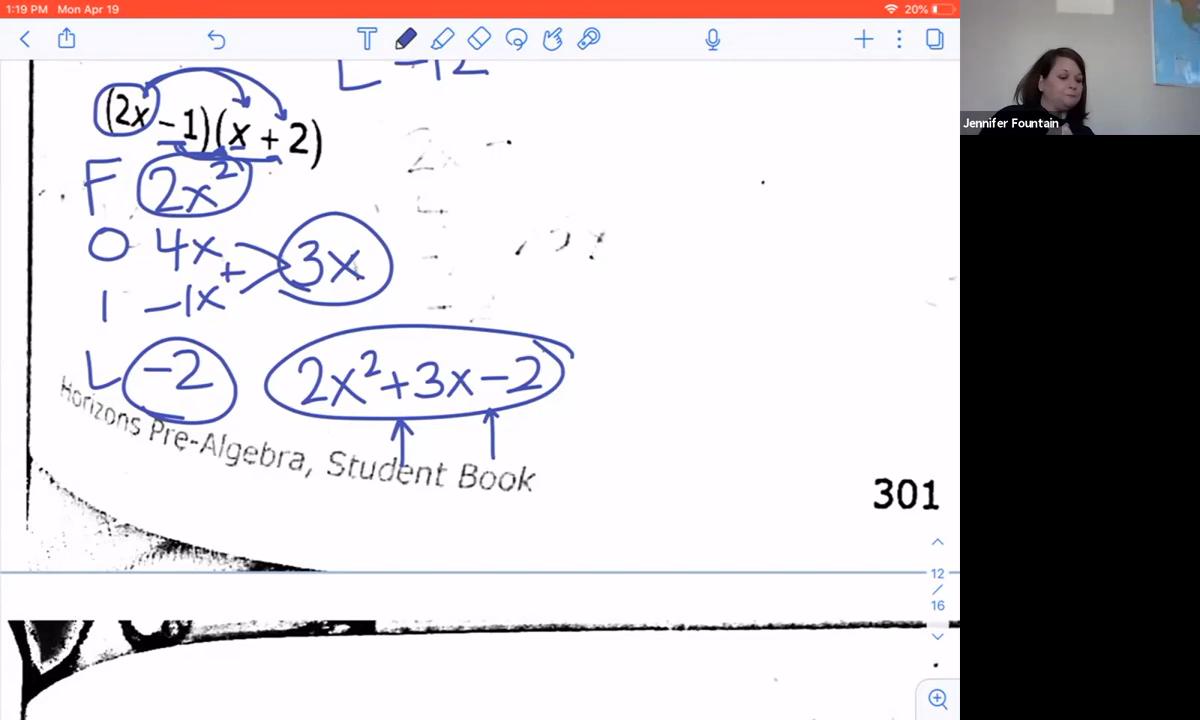 1:19 PM Mon Apr 19
20%
L -12
(2x - 1)(x + 2)
F 2x²
O 4x
+ 3x
I -1x
L -2 2x² + 3x - 2
Horizons Pre-Algebra, Student Book
301
12
/
16
Jennifer Fountain